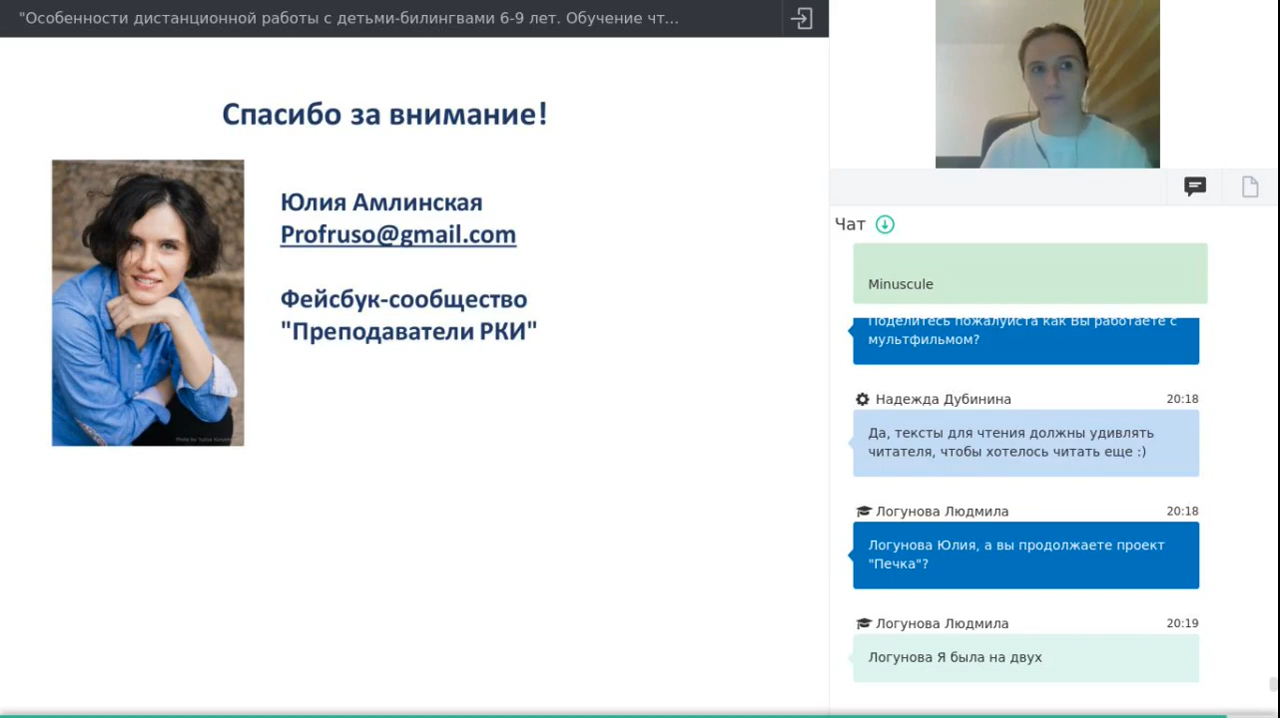 "Особенности дистанционной работы с детьми-билингвами 6-9 лет. Обучение чт...
Спасибо за внимание!
Юлия Амлинская
Profruso@gmail.com
Фейсбук-сообщество
"Преподаватели РКИ"
Чат
Minuscule
Поделитесь пожалуйста как Вы работаете с
мультфильмом?
Надежда Дубинина 20:18
Да, тексты для чтения должны удивлять
читателя, чтобы хотелось читать еще :)
Логунова Людмила 20:18
Логунова Юлия, а вы продолжаете проект
"Печка"?
Логунова Людмила 20:19
Логунова Я была на двух